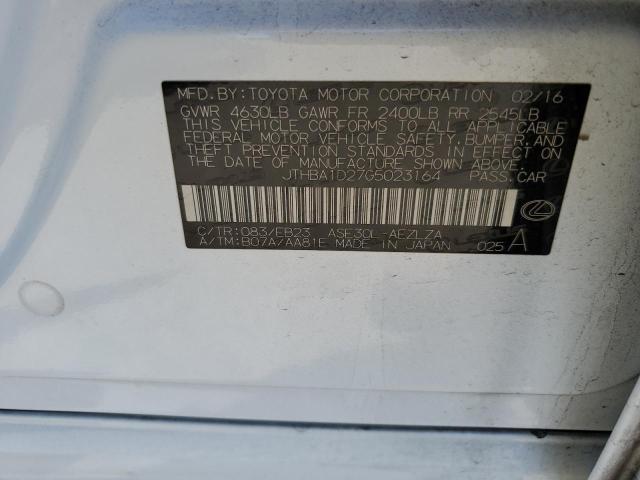 MFD. BY: TOYOTA MOTOR CORPORATION 02/16
GVWR 4630LB GAWR FR 2400LB RR 2545LB
THIS VEHICLE CONFORMS TO ALL APPLICABLE
FEDERAL MOTOR VEHICLE SAFETY, BUMPER, AND
THEFT PREVENTION STANDARDS IN EFFECT ON
THE DATE OF MANUFACTURE SHOWN ABOVE.
JTHBA1D27G5023164 PASS.CAR
C/TR: 083/EB23 ASE30L-AEZLZA
A/TM: B07A/AA81E MADE IN JAPAN 025 A